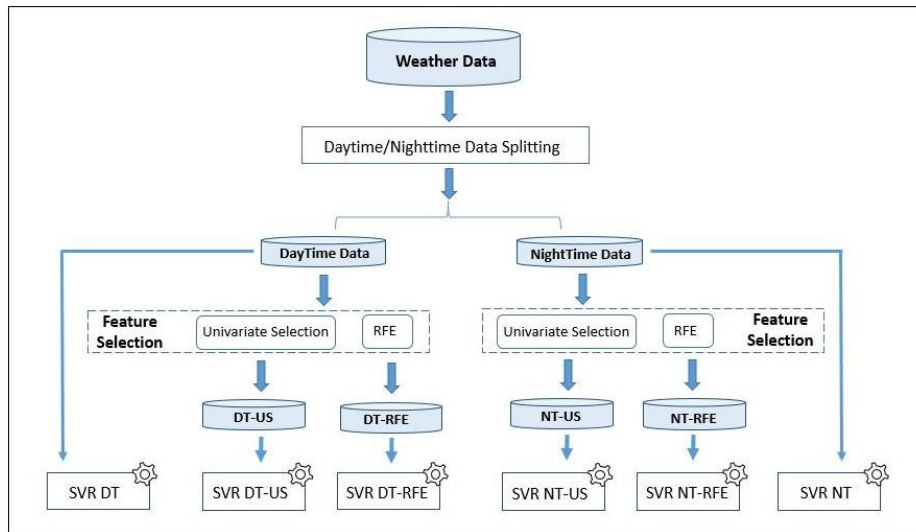 Weather Data
Daytime/Nighttime Data Splitting
DayTime Data
NightTime Data
Feature
Selection
Univariate Selection
RFE
Univariate Selection
RFE
Feature
Selection
DT-US
DT-RFE
NT-US
NT-RFE
SVR DT
SVR DT-US
SVR DT-RFE
SVR NT-US
SVR NT-RFE
SVR NT